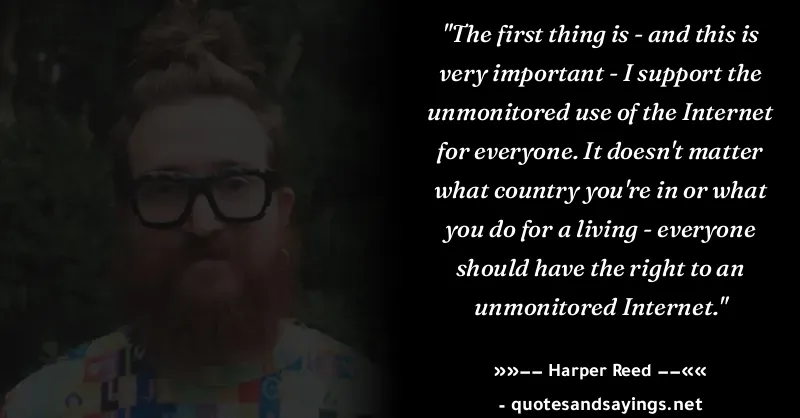 "The first thing is - and this is
very important - I support the
unmonitored use of the Internet
for everyone. It doesn't matter
what country you're in or what
you do for a living - everyone
should have the right to an
unmonitored Internet."
»»−− Harper Reed −−««
- quotesandsayings.net